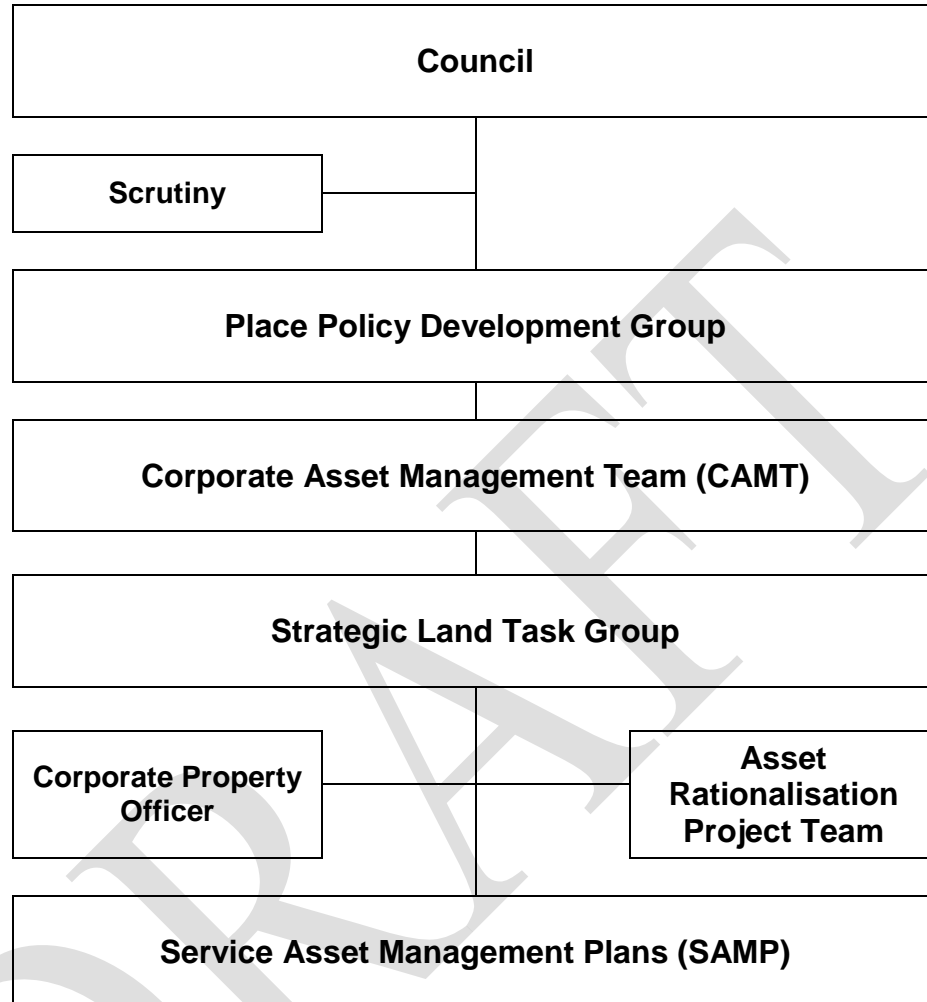 Council
Scrutiny
Place Policy Development Group
Corporate Asset Management Team (CAMT)
Strategic Land Task Group
Corporate Property
Officer
Asset
Rationalisation
Project Team
Service Asset Management Plans (SAMP)
DRAFT